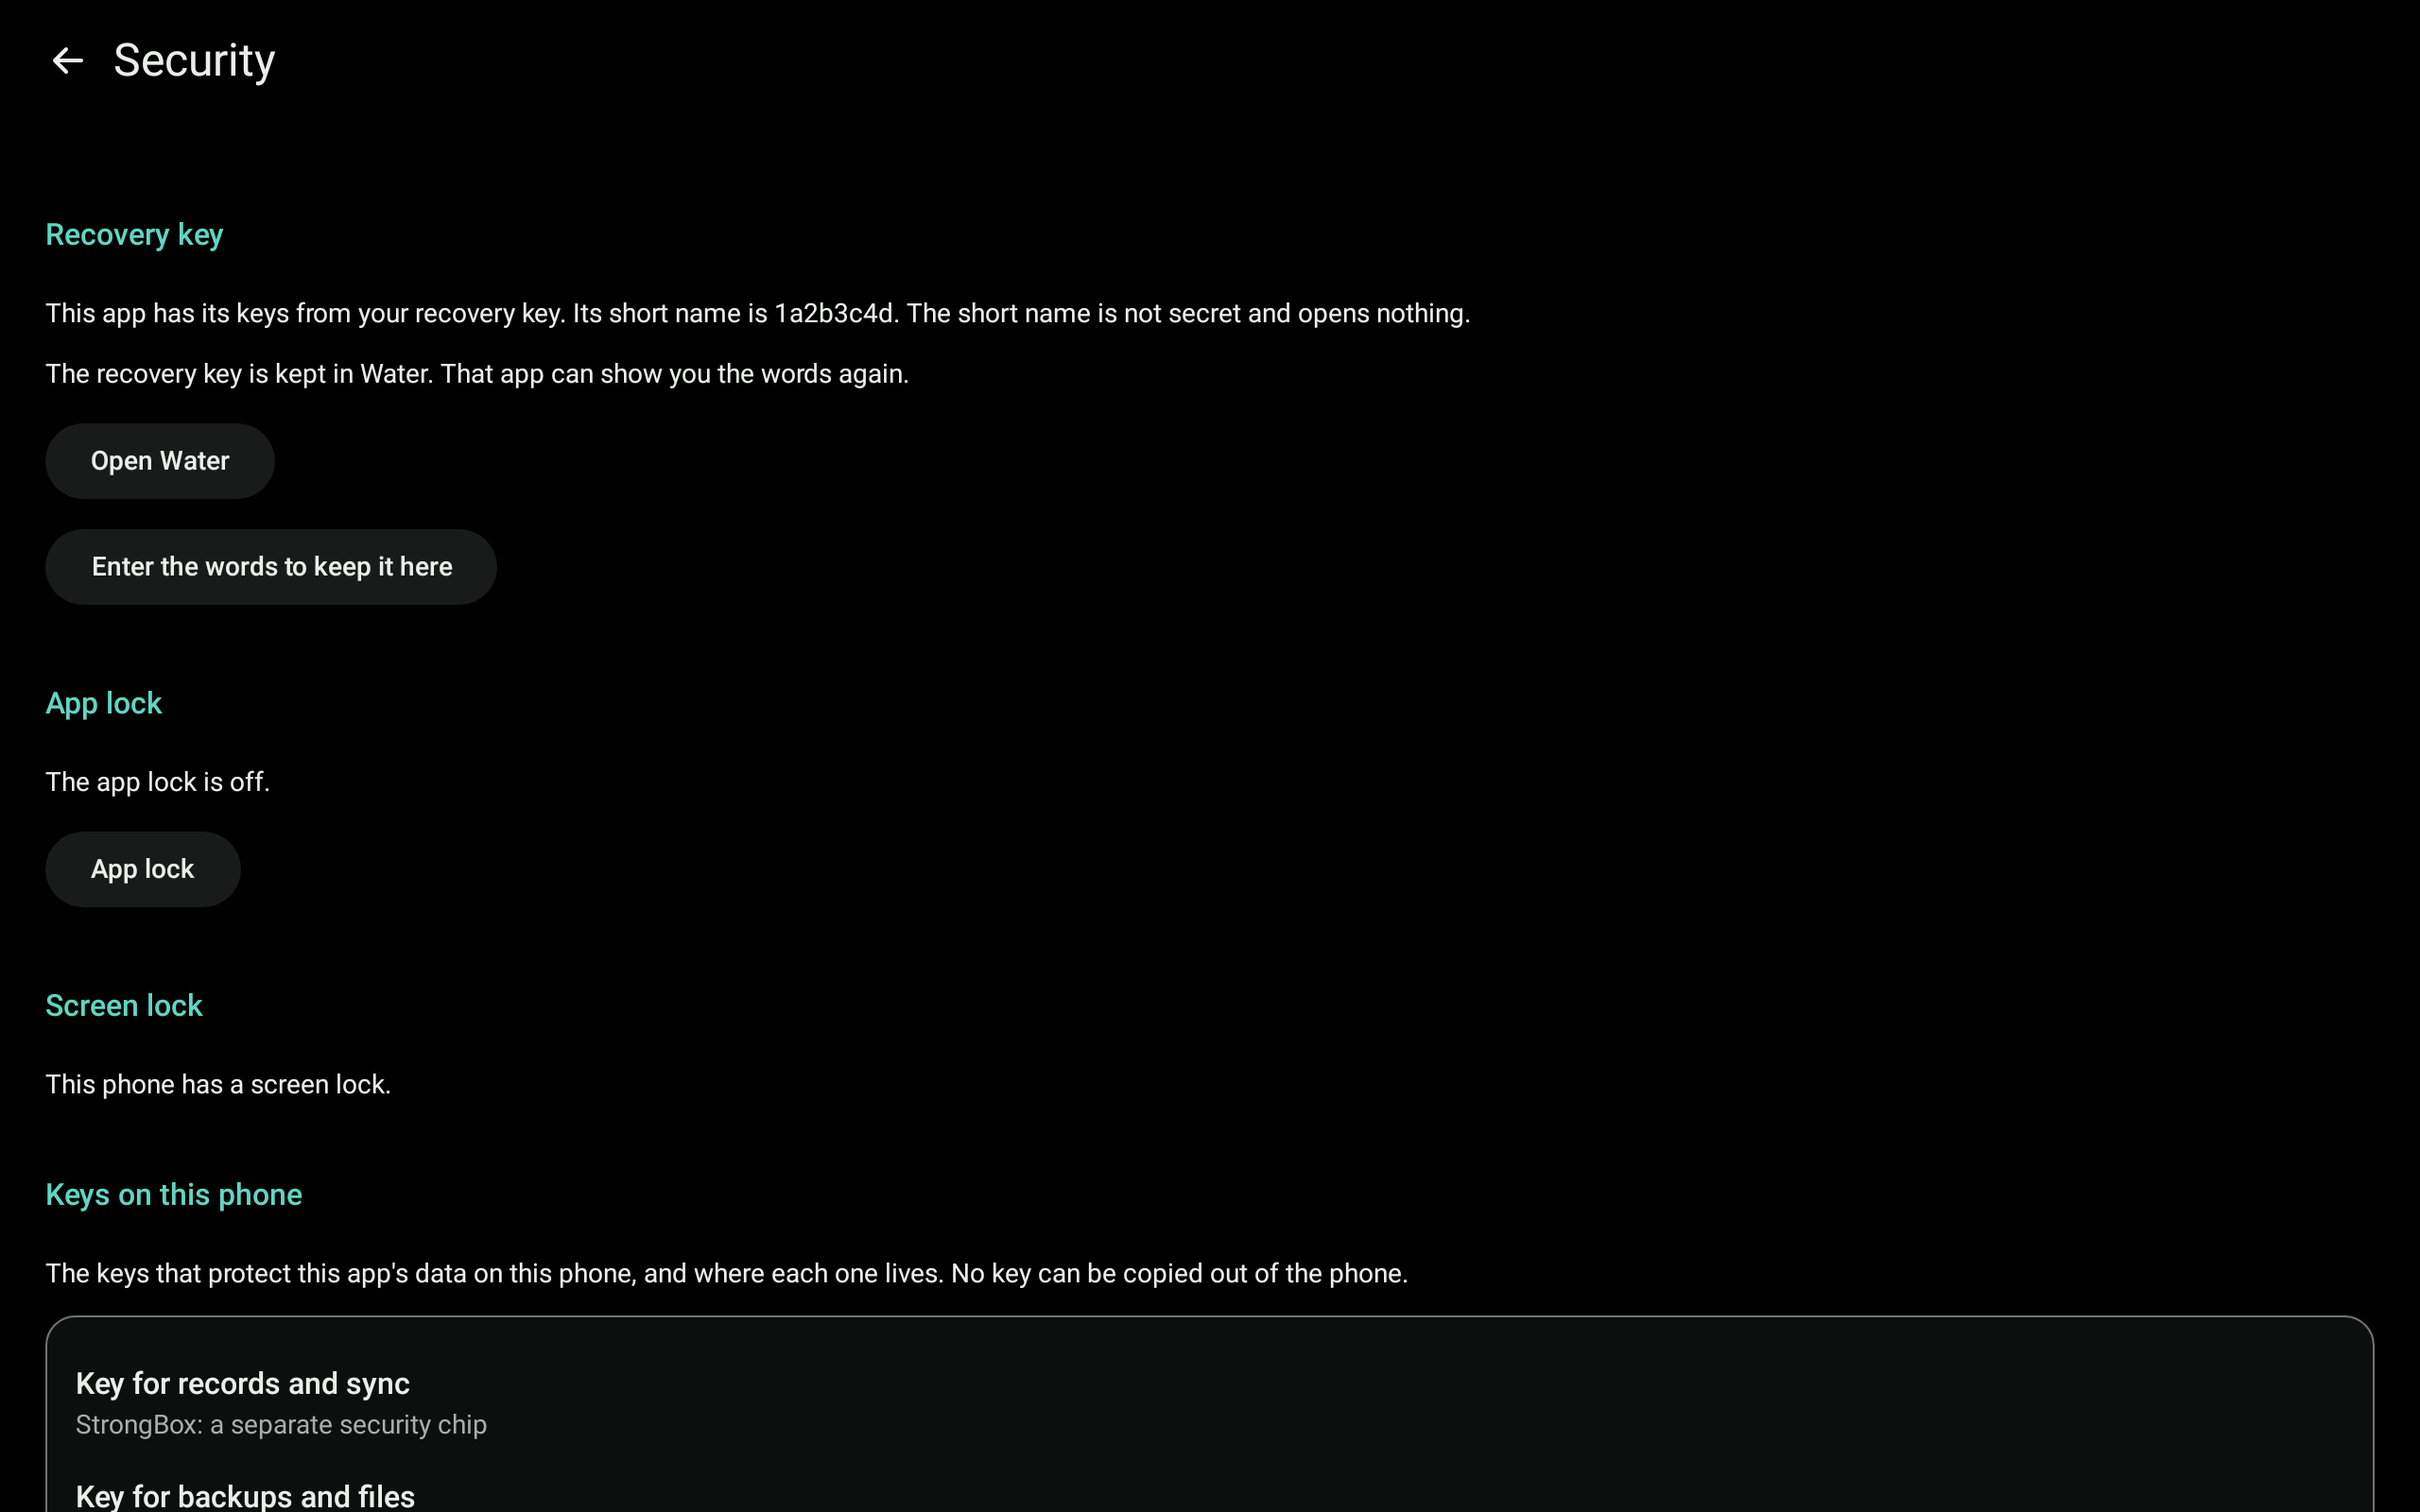 Security
Recovery key
This app has its keys from your recovery key. Its short name is 1a2b3c4d. The short name is not secret and opens nothing.
The recovery key is kept in Water. That app can show you the words again.
Open Water
Enter the words to keep it here
App lock
The app lock is off.
App lock
Screen lock
This phone has a screen lock.
Keys on this phone
The keys that protect this app's data on this phone, and where each one lives. No key can be copied out of the phone.
Key for records and sync
StrongBox: a separate security chip
Key for backups and files